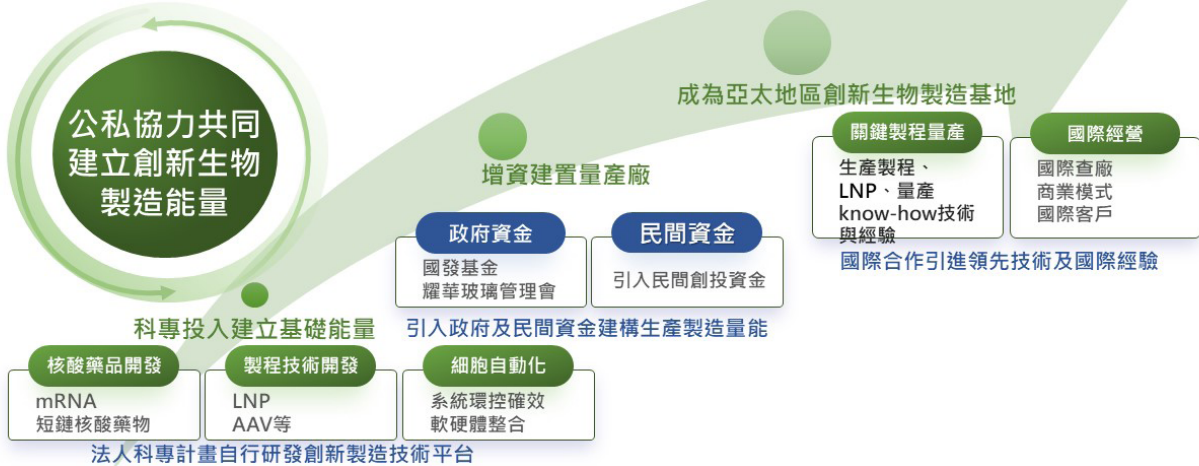 公私協力共同
建立創新生物
製造能量
成為亞太地區創新生物製造基地
關鍵製程量產
生產製程、
LNP、量產
know-how技術
與經驗
國際經營
國際查廠
商業模式
國際客戶
國際合作引進領先技術及國際經驗
增資建置量產廠
政府資金
國發基金
耀華玻璃管理會
民間資金
引入民間創投資金
引入政府及民間資金建構生產製造量能
科專投入建立基礎能量
核酸藥品開發
mRNA
短鏈核酸藥物
製程技術開發
LNP
AAV等
細胞自動化
系統環控確效
軟硬體整合
法人科專計畫自行研發創新製造技術平台